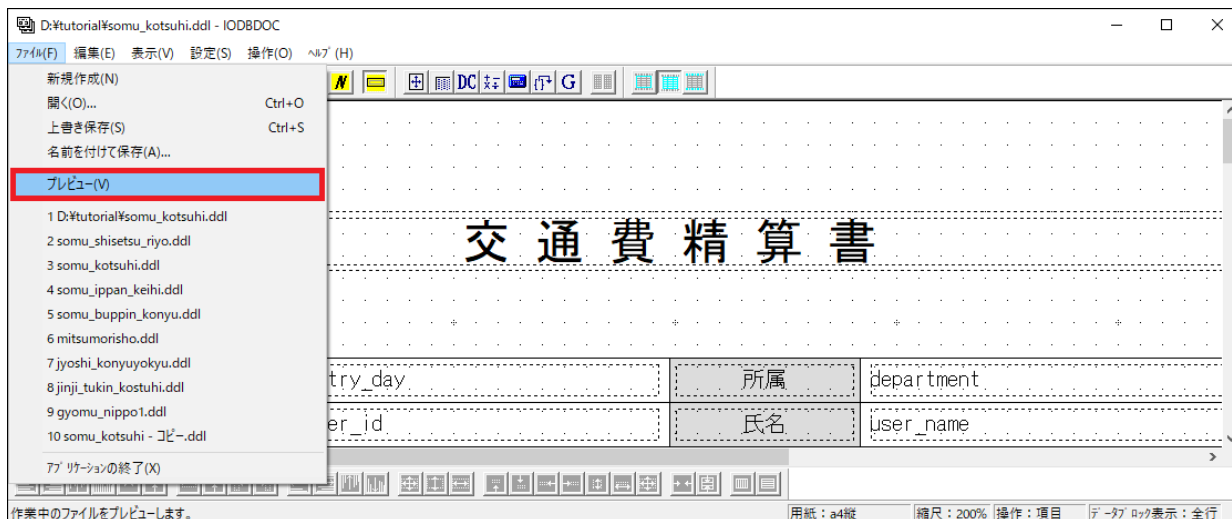 D:¥tutorial¥somu_kotsuhi.ddl - IODBDOC
ﾌｧｲﾙ(F) 編集(E) 表示(V) 設定(S) 操作(O) ﾍﾙﾌﾟ(H)
新規作成(N)
開く(O)... Ctrl+O
上書き保存(S) Ctrl+S
名前を付けて保存(A)...
プレビュー(V)
1 D:¥tutorial¥somu_kotsuhi.ddl
2 somu_shisetsu_riyo.ddl
3 somu_kotsuhi.ddl
4 somu_ippan_keihi.ddl
5 somu_buppin_konyu.ddl
6 mitsumorisho.ddl
7 jyoshi_konyuyokyu.ddl
8 jinji_tukin_kostuhi.ddl
9 gyomu_nippo1.ddl
10 somu_kotsuhi - コピー.ddl
ｱﾌﾟﾘｹｰｼｮﾝの終了(X)
N DC G
交通費精算書
try_day 所属 department
er_id 氏名 user_name
作業中のファイルをプレビューします。 用紙：a4縦 縮尺：200% 操作：項目 ﾃﾞｰﾀﾌﾞﾛｯｸ表示：全行